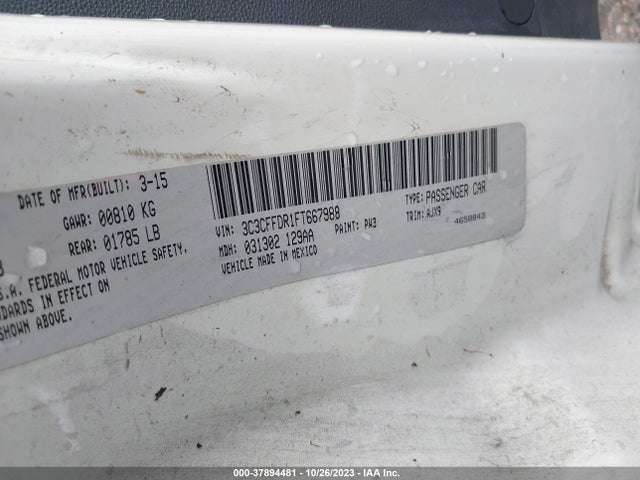 DATE OF MFR(BUILT): 3-15
GAWR: 00810 KG
REAR: 01785 LB
S.A. FEDERAL MOTOR VEHICLE SAFETY,
NDARDS IN EFFECT ON
SHOWN ABOVE.
VIN: 3C3CFFDR1FT667988
MDH: 031302 129AA PAINT: PW3
VEHICLE MADE IN MEXICO
TYPE: PASSENGER CAR
TRIM: AJX9
4658843
000-37894481 - 10/26/2023 - IAA Inc.